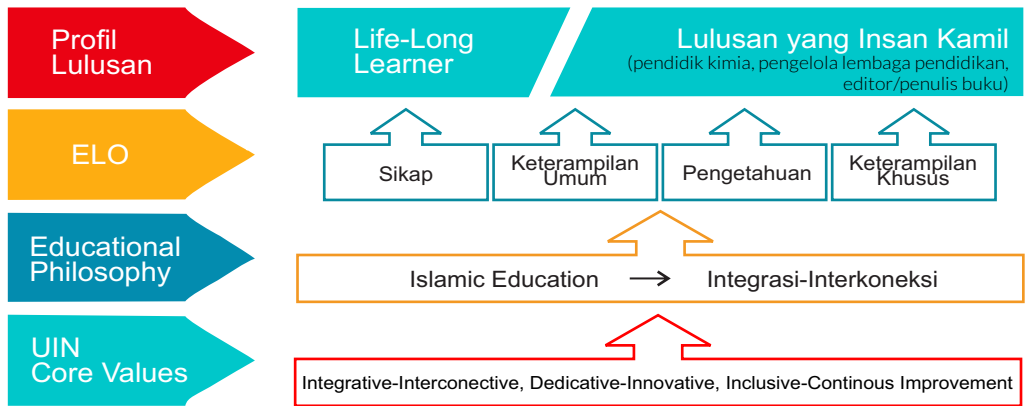 Profil
Lulusan
Life-Long
Learner
Lulusan yang Insan Kamil
(pendidik kimia, pengelola lembaga pendidikan,
editor/penulis buku)
ELO
Sikap
Keterampilan
Umum
Pengetahuan
Keterampilan
Khusus
Educational
Philosophy
Islamic Education → Integrasi-Interkoneksi
UIN
Core Values
Integrative-Interconective, Dedicative-Innovative, Inclusive-Continous Improvement